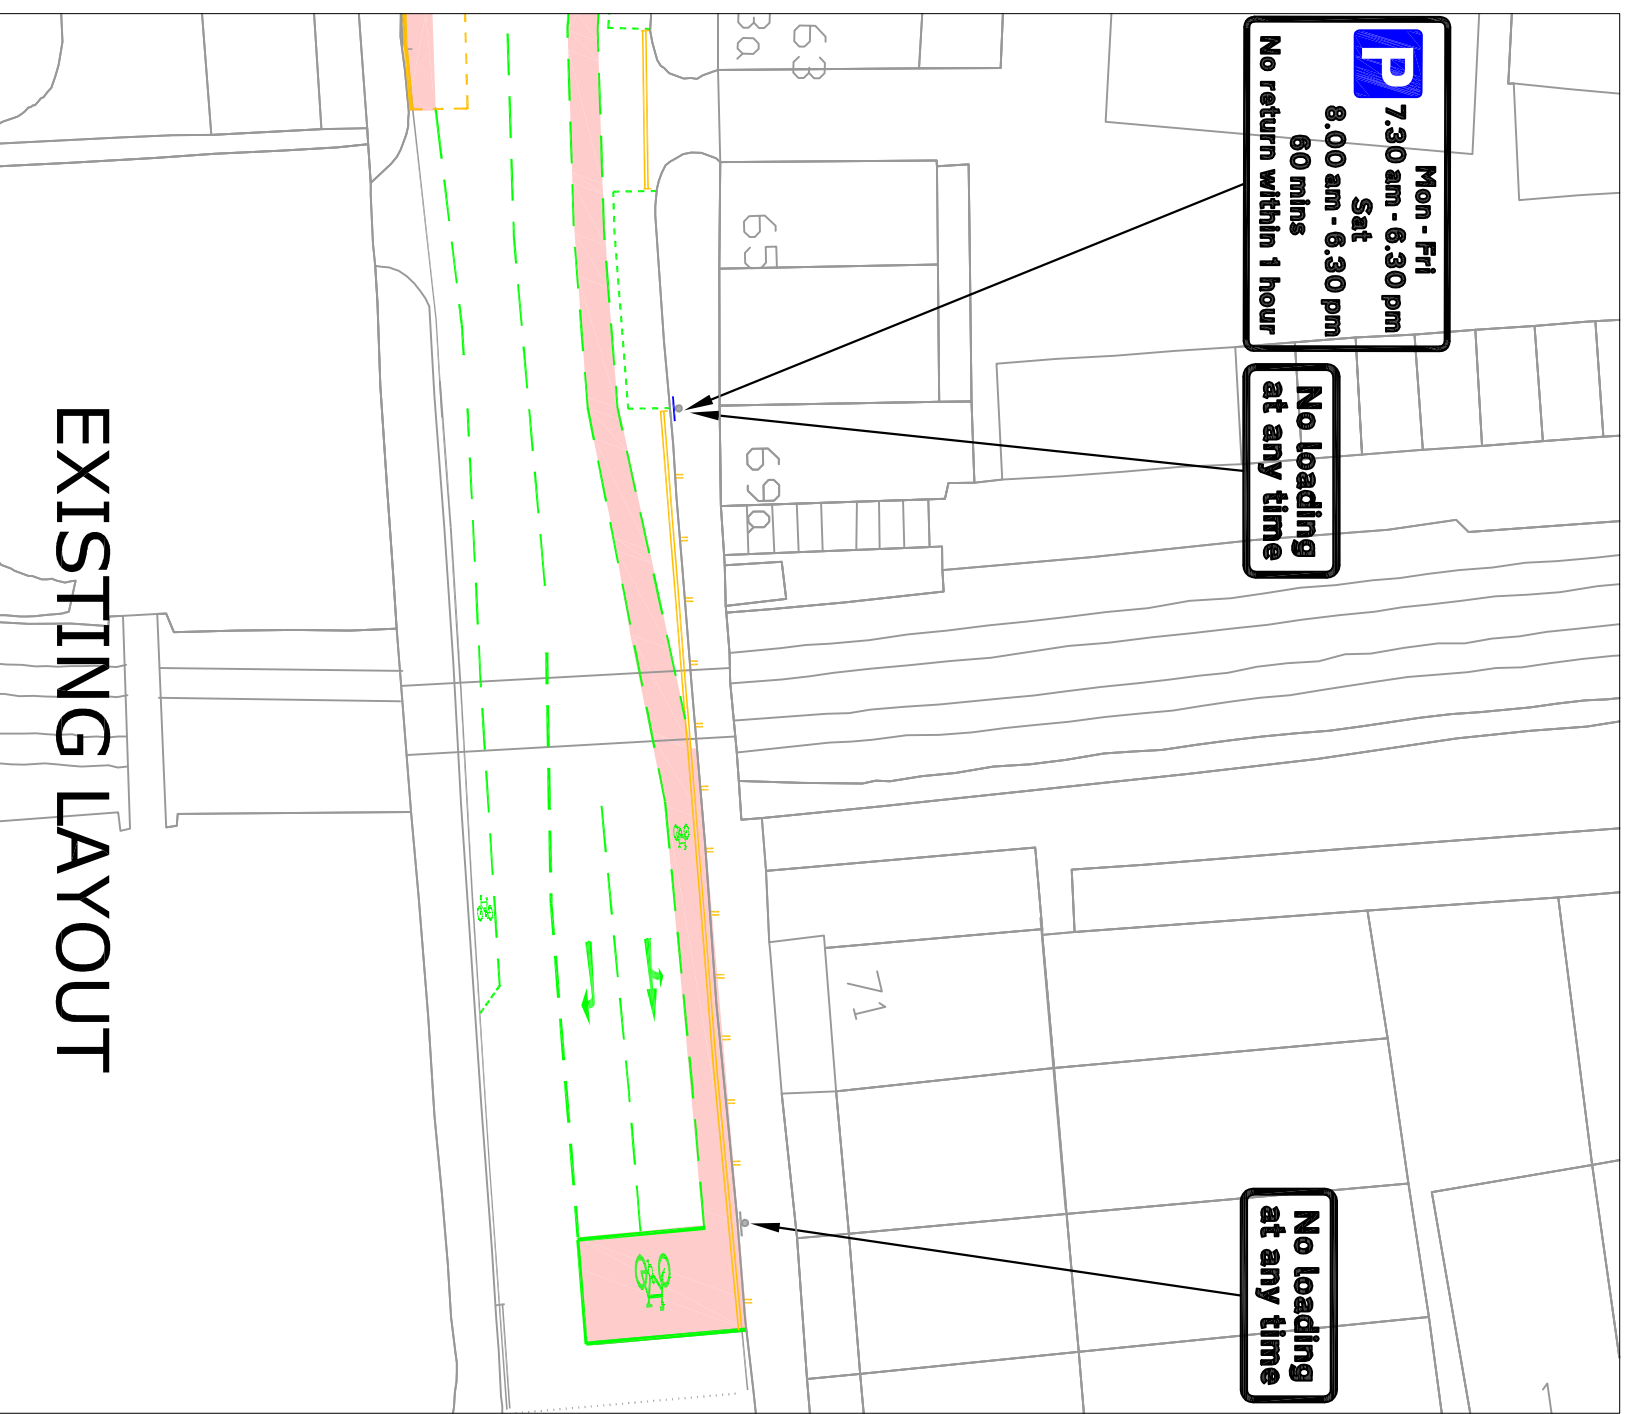 Mon - Fri
P 7.30 am - 6.30 pm
Sat
8.00 am - 6.30 pm
60 mins
No return within 1 hour
No loading
at any time
No loading
at any time
63
65
69a
71
EXISTING LAYOUT